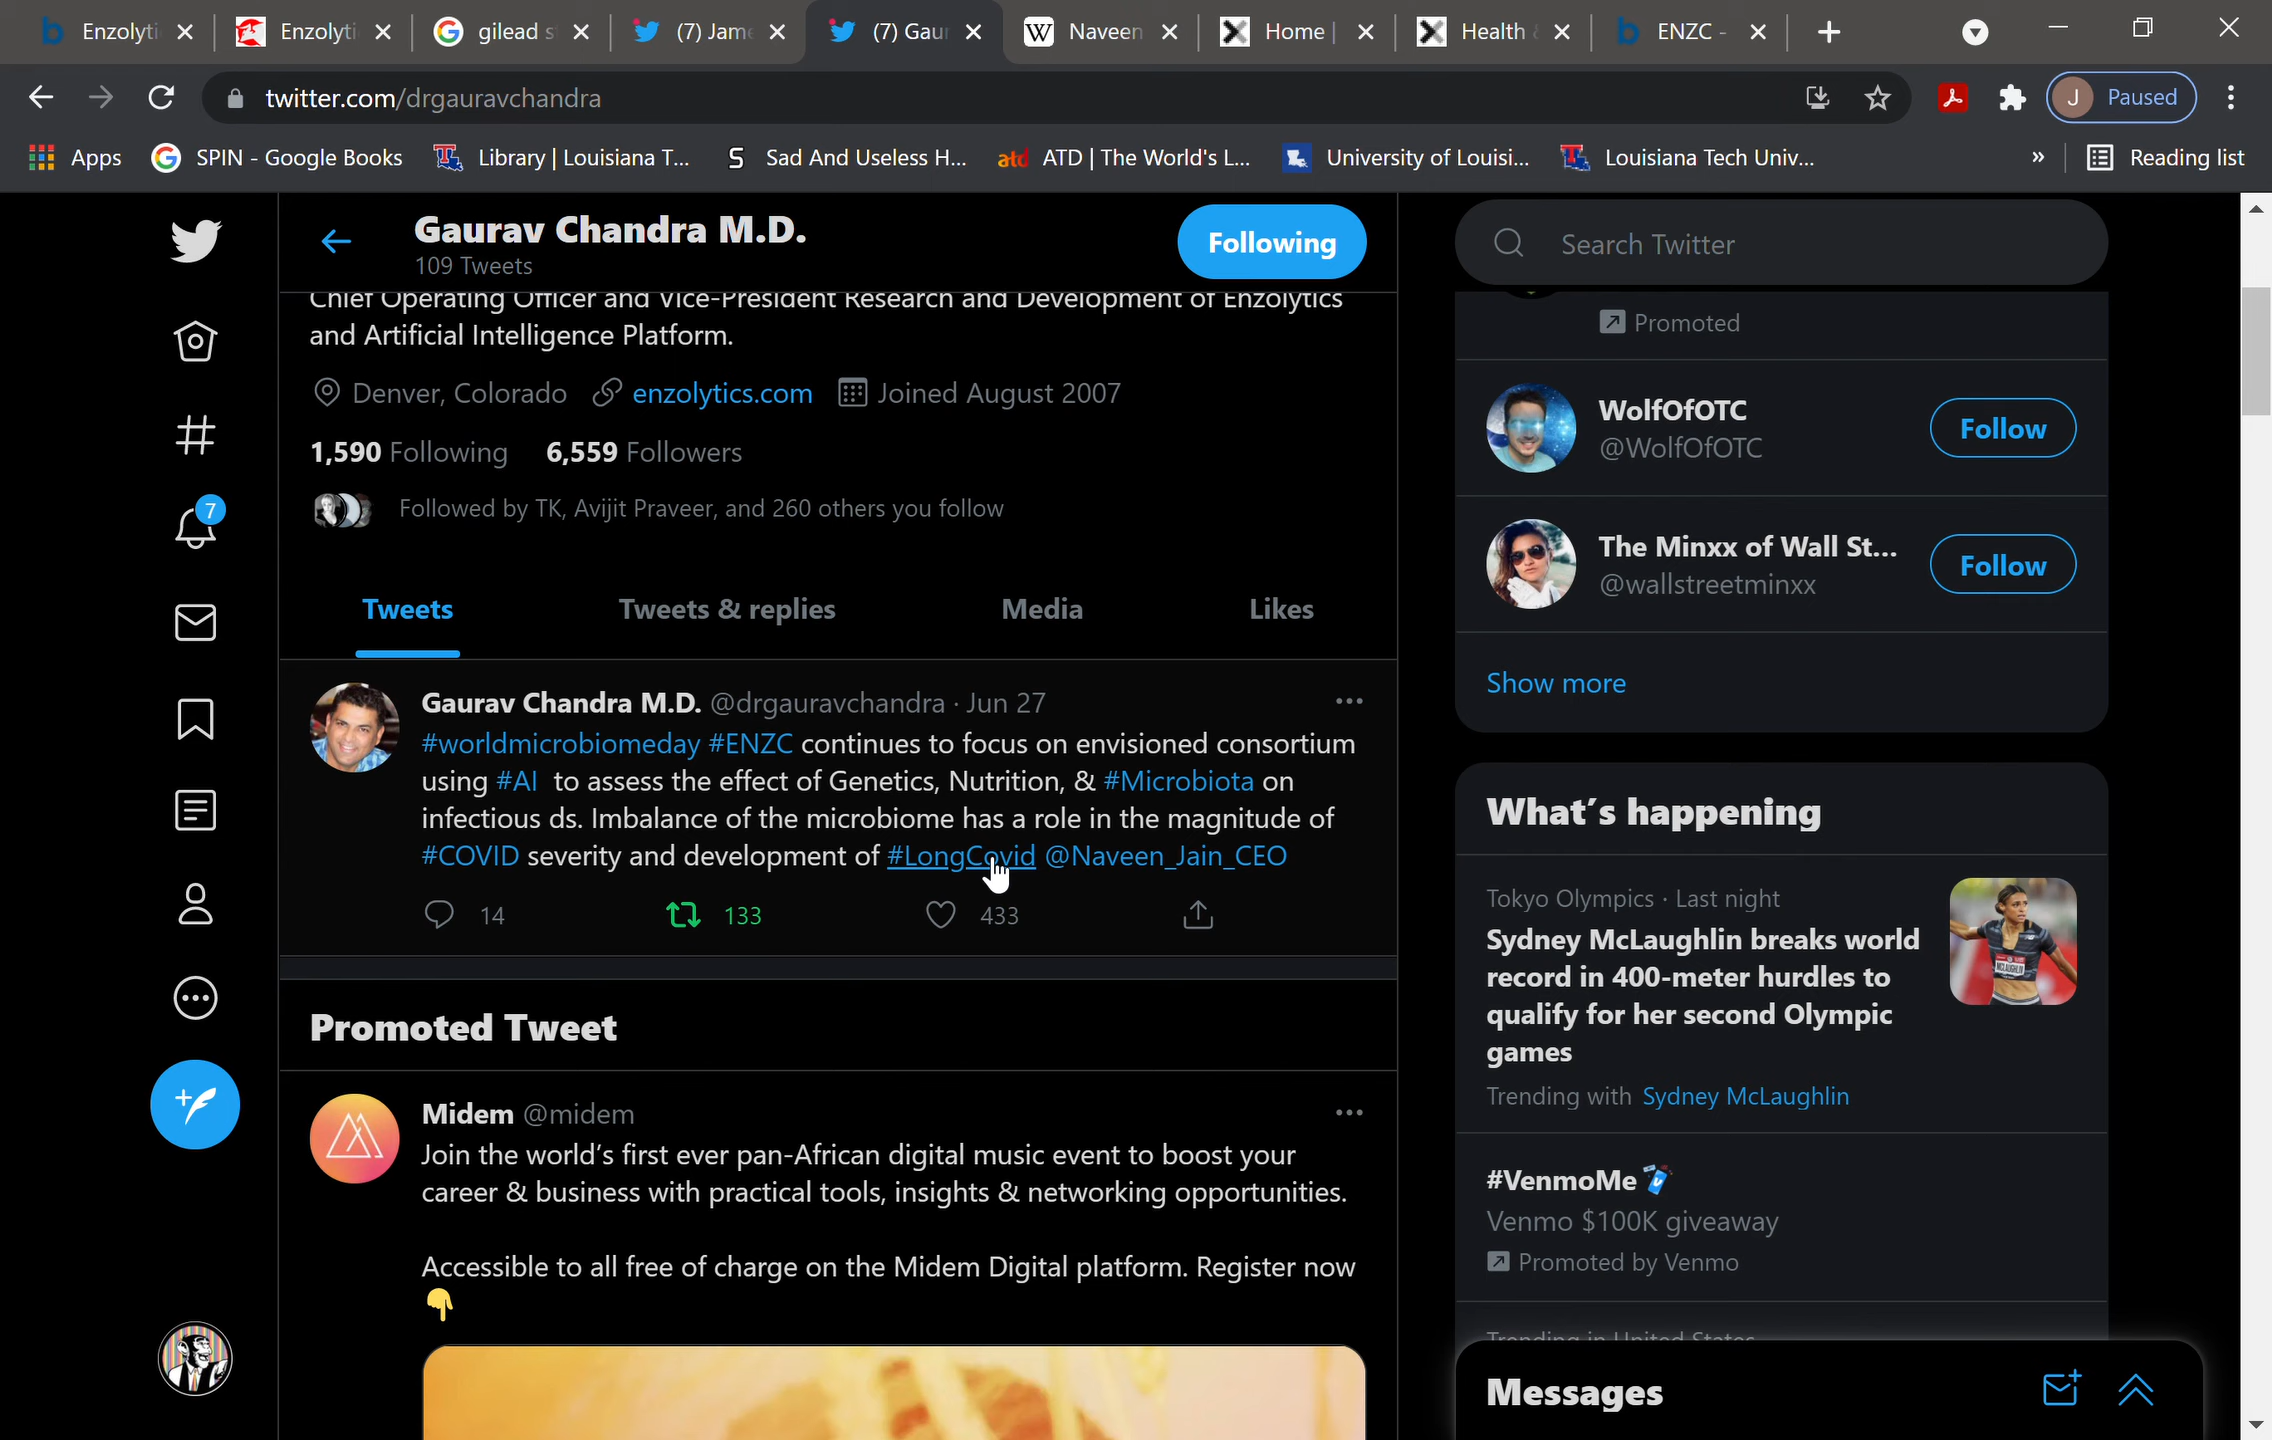 Enzolyti
Enzolyti
gilead s
(7) Jame
(7) Gaur
Naveen
Home |
Health
ENZC -
twitter.com/drgauravchandra
J Paused
Apps
SPIN - Google Books
Library | Louisiana T...
Sad And Useless H...
ATD | The World's L...
University of Louisi...
Louisiana Tech Univ...
»
Reading list
Gaurav Chandra M.D.
109 Tweets
Following
Chief Operating Officer and Vice-President Research and Development of Enzolytics
and Artificial Intelligence Platform.
Denver, Colorado enzolytics.com Joined August 2007
1,590 Following 6,559 Followers
Followed by TK, Avijit Praveer, and 260 others you follow
Tweets Tweets & replies Media Likes
Gaurav Chandra M.D. @drgauravchandra · Jun 27
#worldmicrobiomeday #ENZC continues to focus on envisioned consortium
using #AI to assess the effect of Genetics, Nutrition, & #Microbiota on
infectious ds. Imbalance of the microbiome has a role in the magnitude of
#COVID severity and development of #LongCovid @Naveen_Jain_CEO
14 133 433
Promoted Tweet
Midem @midem
Join the world's first ever pan-African digital music event to boost your
career & business with practical tools, insights & networking opportunities.
Accessible to all free of charge on the Midem Digital platform. Register now
👇
7
Search Twitter
Promoted
WolfOfOTC
@WolfOfOTC
Follow
The Minxx of Wall St...
@wallstreetminxx
Follow
Show more
What's happening
Tokyo Olympics · Last night
Sydney McLaughlin breaks world
record in 400-meter hurdles to
qualify for her second Olympic
games
Trending with Sydney McLaughlin
#VenmoMe
Venmo $100K giveaway
Promoted by Venmo
Trending in United States
Messages